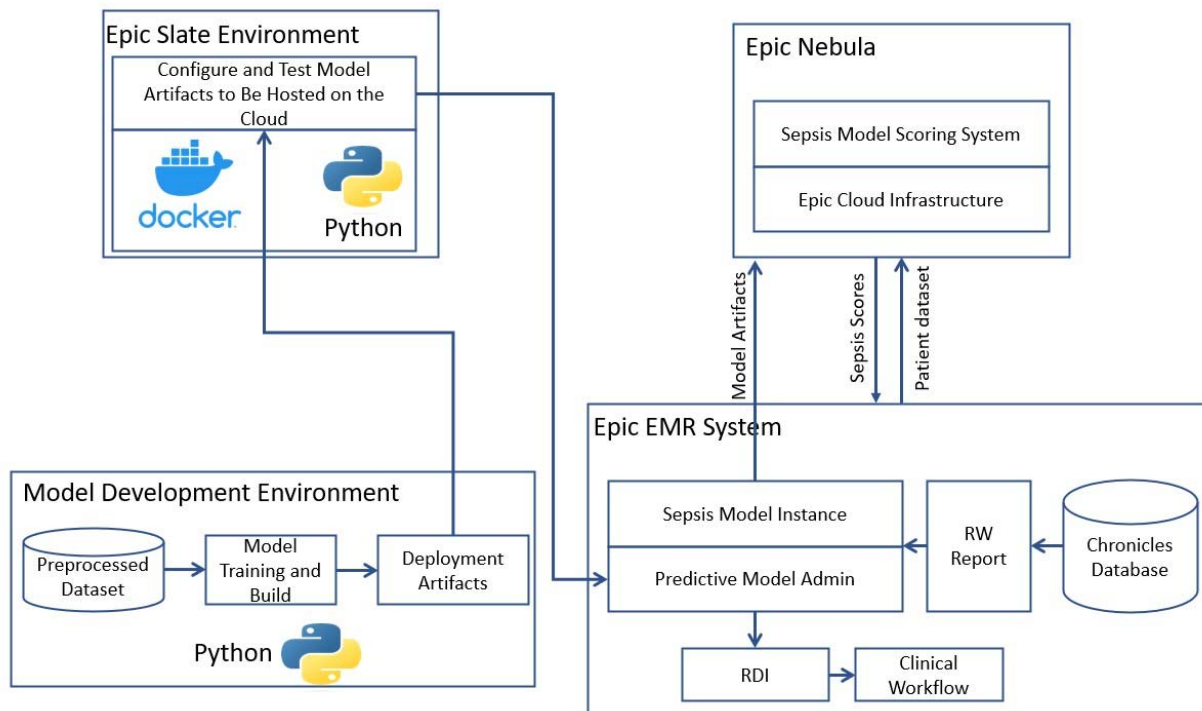 Epic Slate Environment
Configure and Test Model
Artifacts to Be Hosted on the
Cloud
docker
Python
Epic Nebula
Sepsis Model Scoring System
Epic Cloud Infrastructure
Model Artifacts
Sepsis Scores
Patient dataset
Model Development Environment
Preprocessed
Dataset
Model
Training and
Build
Deployment
Artifacts
Python
Epic EMR System
Sepsis Model Instance
Predictive Model Admin
RW
Report
Chronicles
Database
RDI
Clinical
Workflow